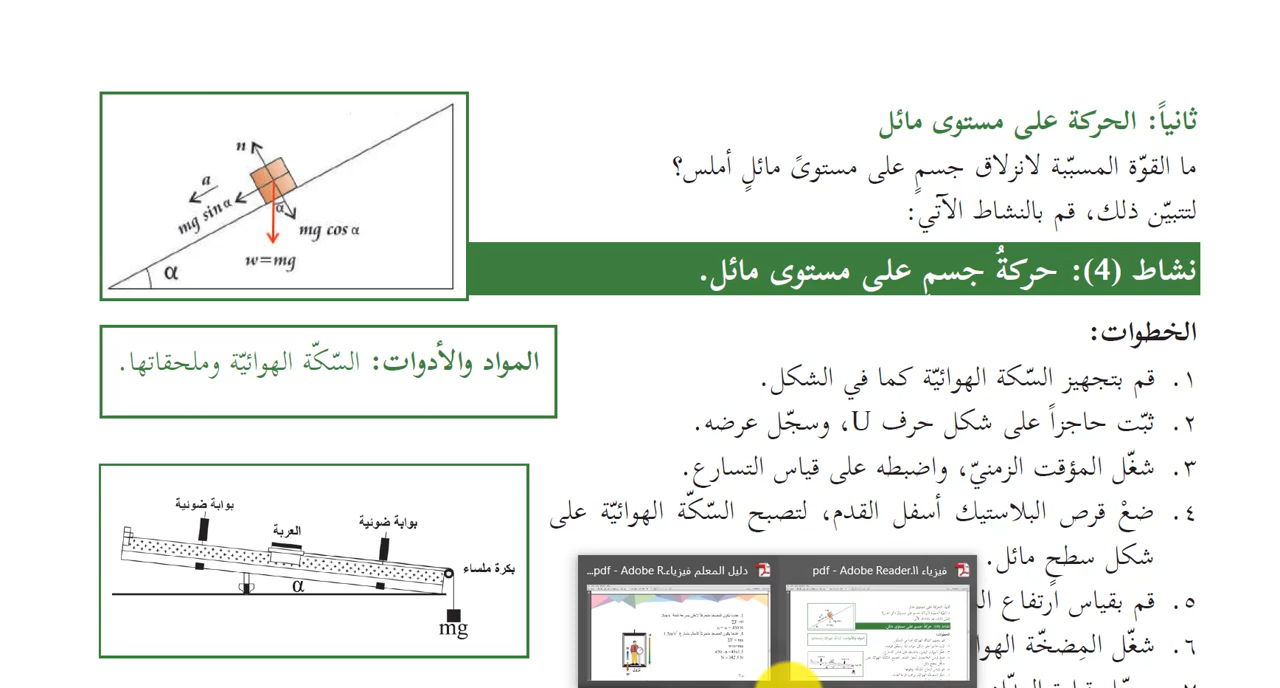 ثانياً: الحركة على مستوى مائل
ما القوّة المسبّبة لانزلاق جسمٍ على مستوىً مائلٍ أملس؟
لتتبيّن ذلك، قم بالنشاط الآتي:
n
a
mg sin α
α
mg cos α
w=mg
α
نشاط (4): حركةُ جسمٍ على مستوى مائل.
المواد والأدوات: السّكّة الهوائيّة وملحقاتها.
الخطوات:
١. قم بتجهيز السّكة الهوائيّة كما في الشكل.
٢. ثبّت حاجزاً على شكل حرف U، وسجّل عرضه.
٣. شغّل المؤقت الزمنيّ، واضبطه على قياس التسارع.
٤. ضعْ قرص البلاستيك أسفل القدم، لتصبح السّكّة الهوائيّة على
شكل سطحٍ مائل.
٥. قم بقياس ارتفاع
٦. شغّل المِضخّة
بوابة ضوئية
العربة
بوابة ضوئية
بكرة ملساء
α
mg
فيزياء 11.pdf - Adobe Reader
دليل المعلم فيزياء.pdf - Adobe R...